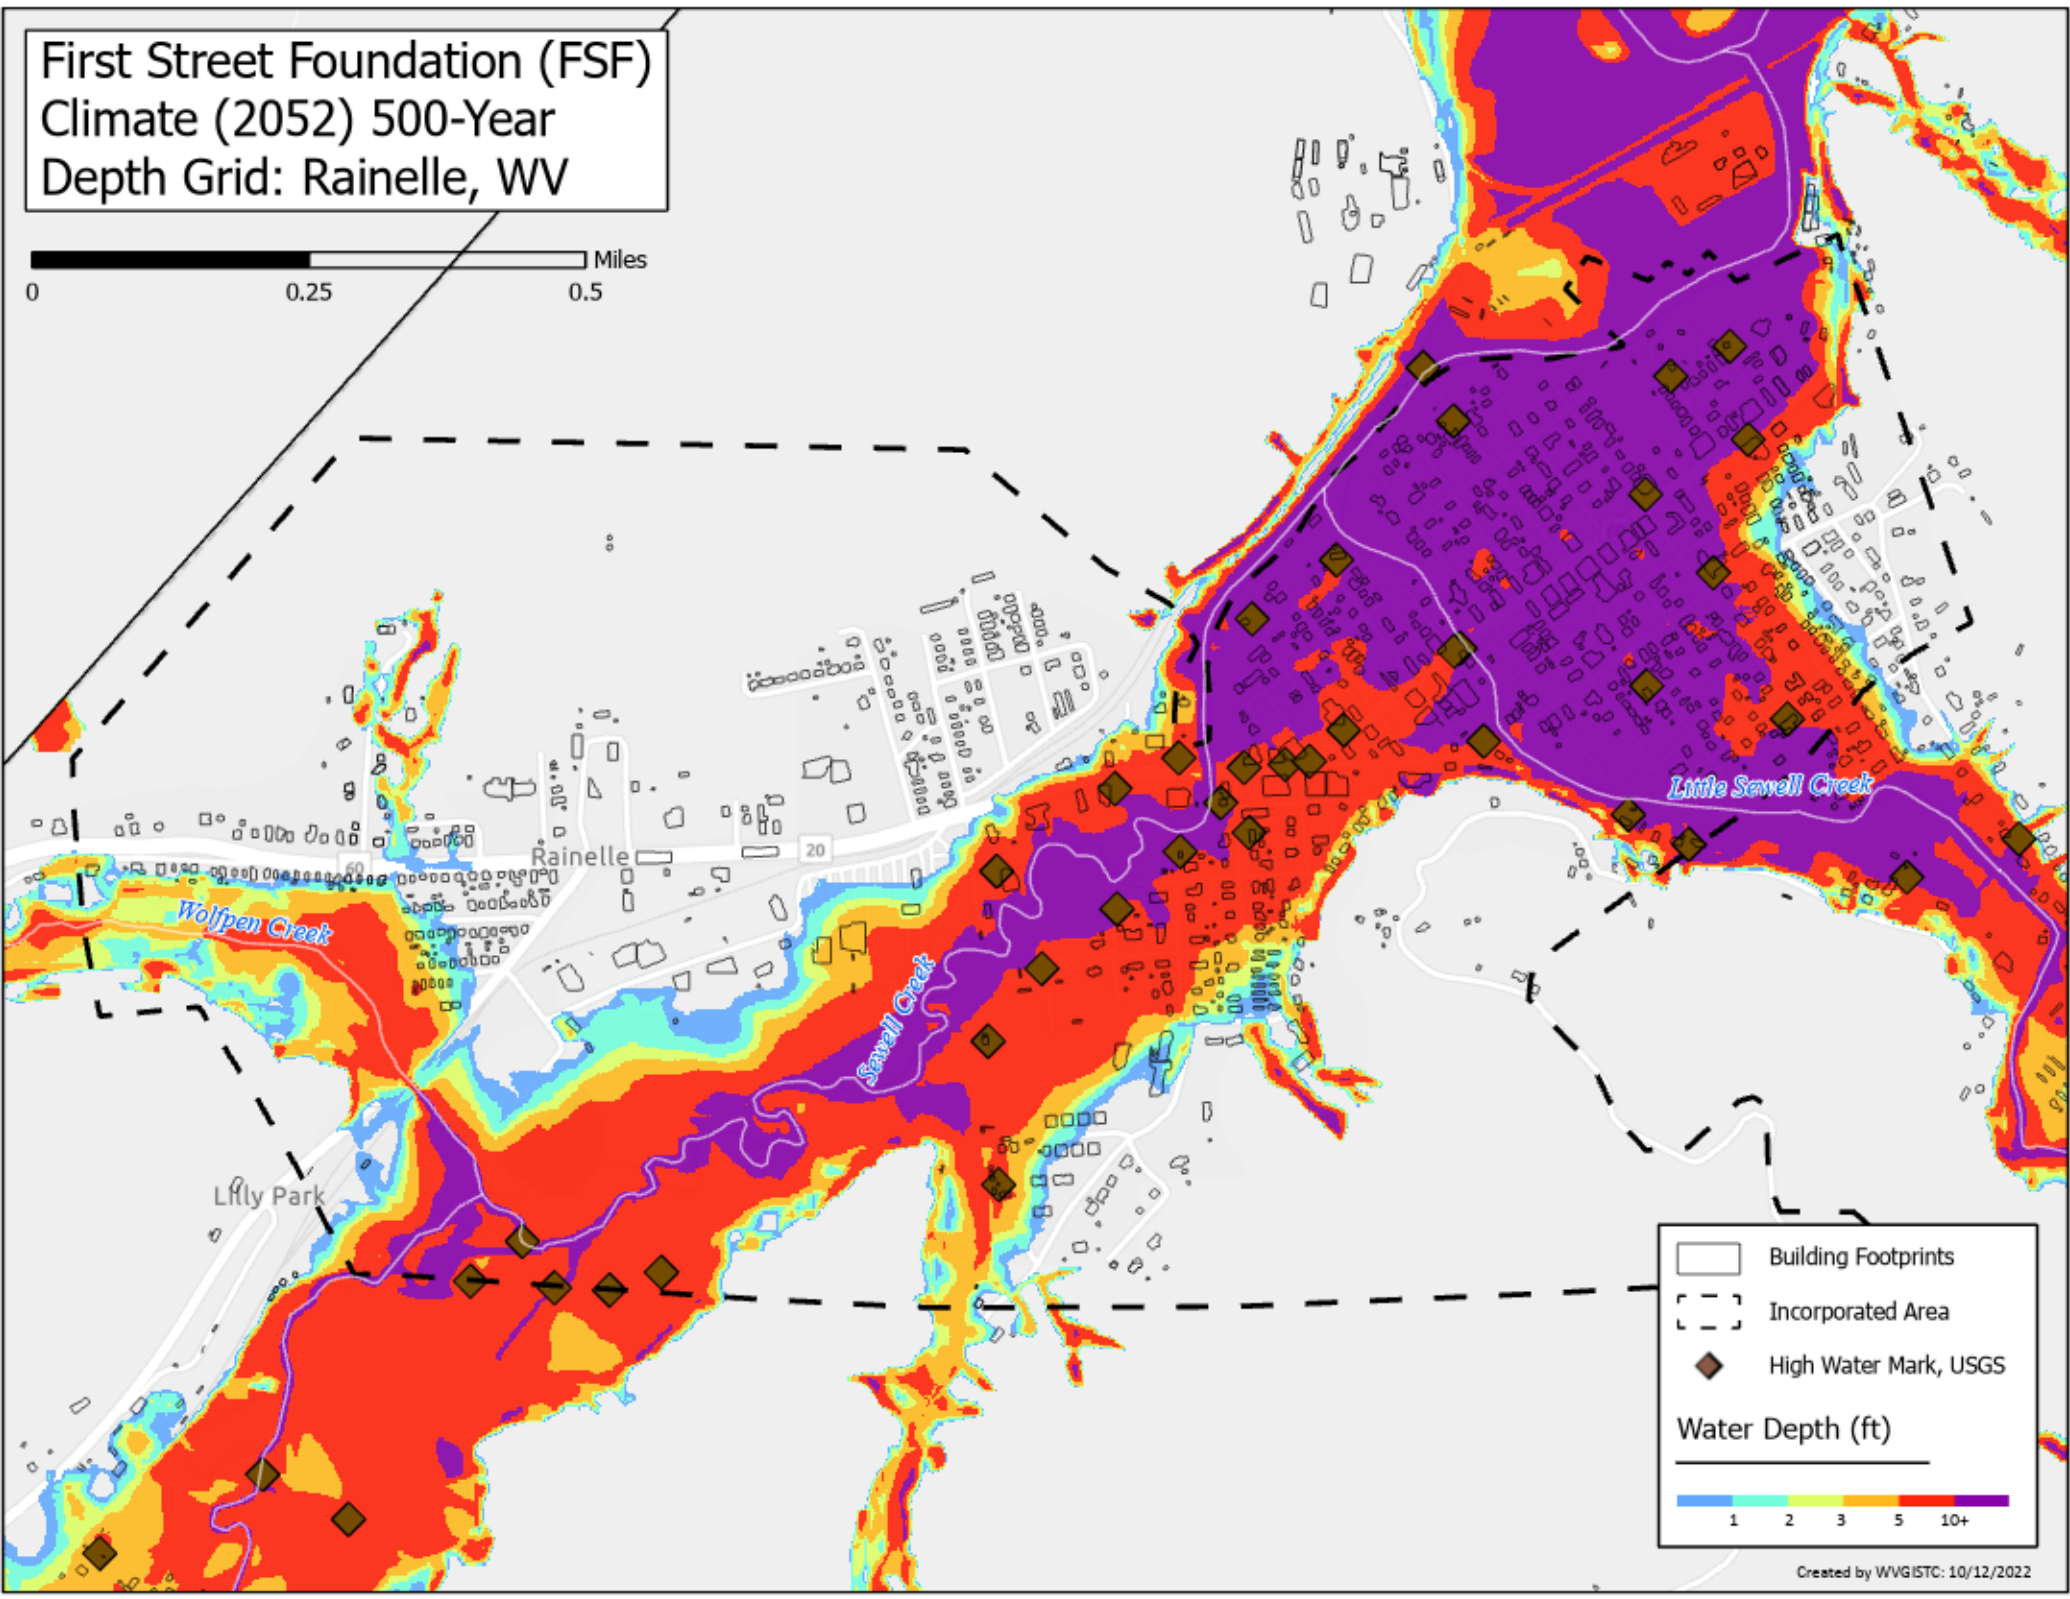 First Street Foundation (FSF)
Climate (2052) 500-Year
Depth Grid: Rainelle, WV
Miles
0 0.25 0.5
Little Sewell Creek
Rainelle
20
60
Wolfpen Creek
Sewell Creek
Lilly Park
Building Footprints
Incorporated Area
High Water Mark, USGS
Water Depth (ft)
1 2 3 5 10+
Created by WVGISTC: 10/12/2022